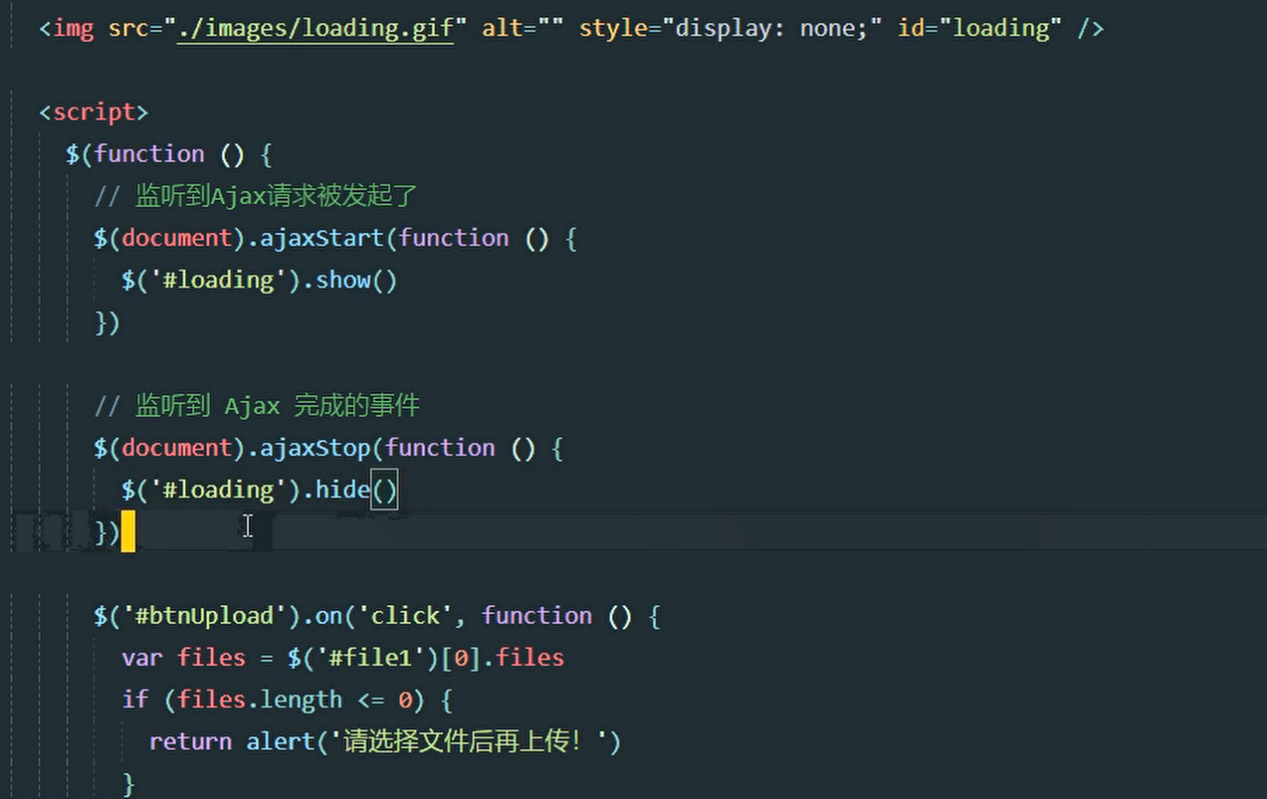 <img src="./images/loading.gif" alt="" style="display: none;" id="loading" />
<script>
$(function () {
// 监听到Ajax请求被发起了
$(document).ajaxStart(function () {
$('#loading').show()
})
// 监听到 Ajax 完成的事件
$(document).ajaxStop(function () {
$('#loading').hide()
})
$('#btnUpload').on('click', function () {
var files = $('#file1')[0].files
if (files.length <= 0) {
return alert('请选择文件后再上传！')
}